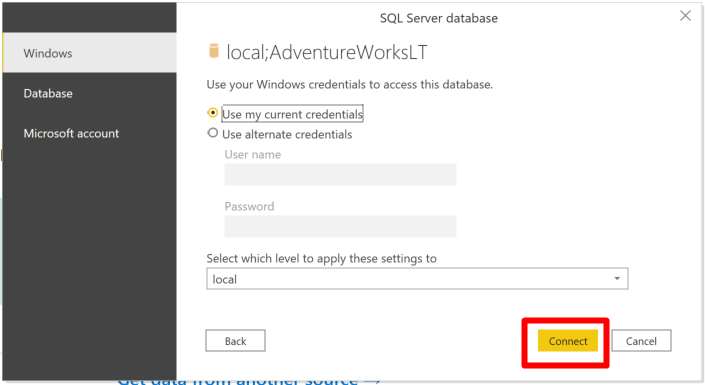 SQL Server database
Windows
Database
Microsoft account
local;AdventureWorksLT
Use your Windows credentials to access this database.
Use my current credentials
Use alternate credentials
User name
Password
Select which level to apply these settings to
local
Back
Connect
Cancel
Get data from another source →